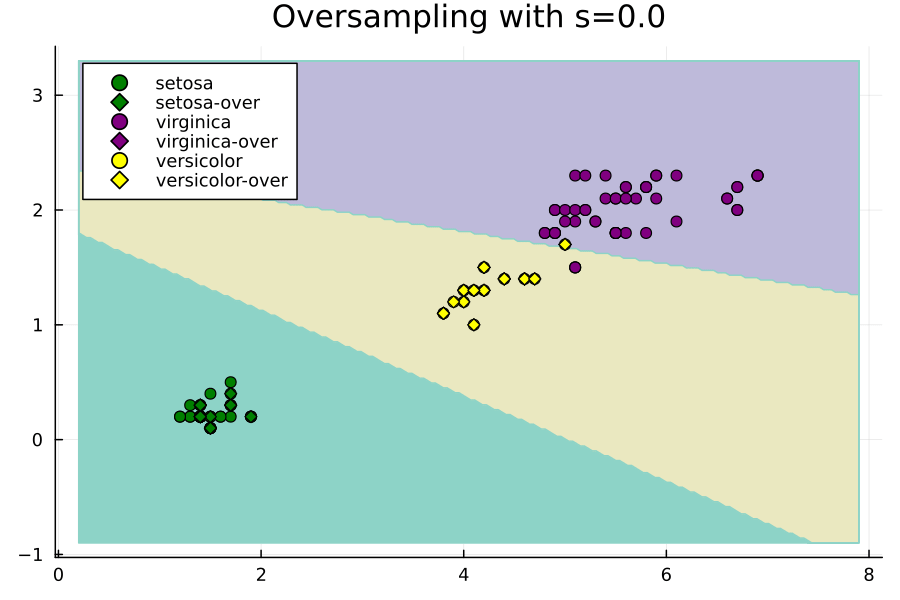 Oversampling with s=0.0
setosa
setosa-over
virginica
virginica-over
versicolor
versicolor-over
3
2
1
0
−1
0 2 4 6 8